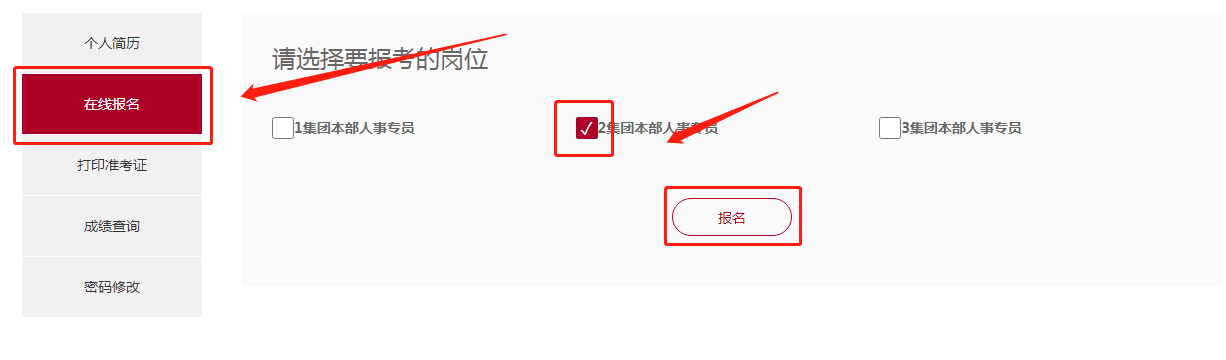 个人简历
在线报名
打印准考证
成绩查询
密码修改
请选择要报考的岗位
1集团本部人事专员
2集团本部人事专员
3集团本部人事专员
报名